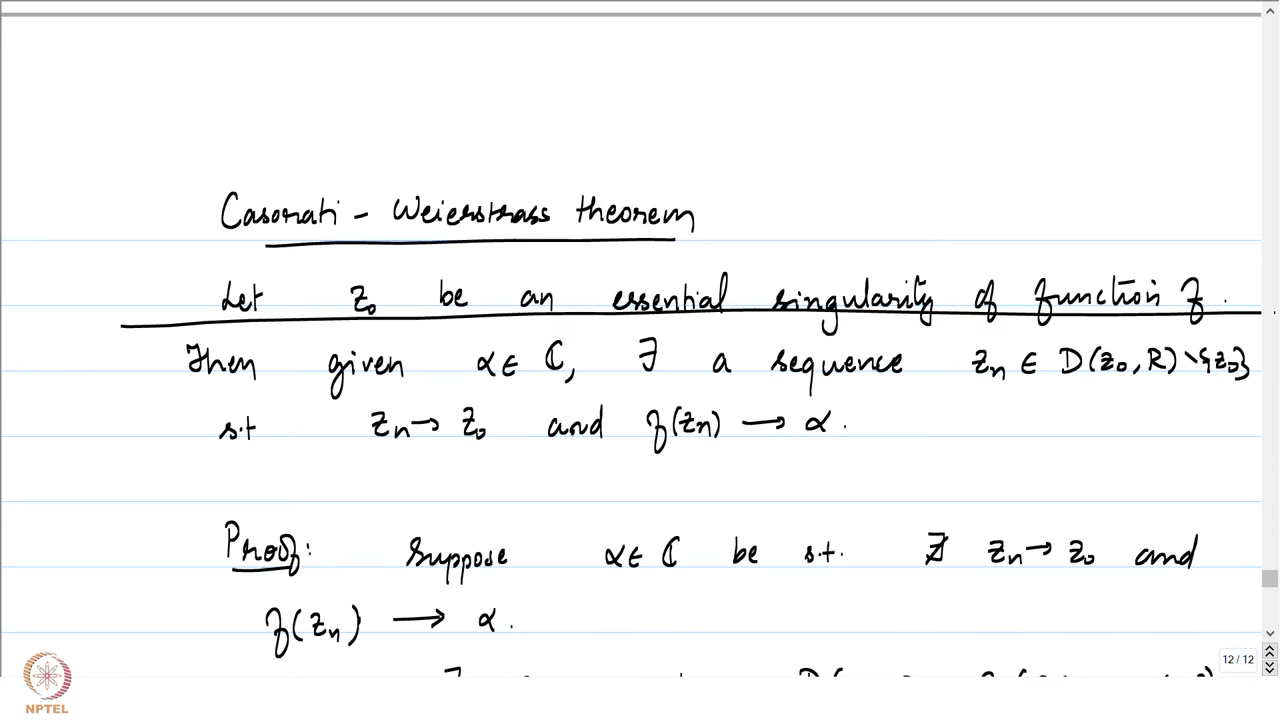 Casorati - Weierstrass theorem
Let z₀ be an essential singularity of function f.
Then given α ∈ ℂ, ∃ a sequence zₙ ∈ D(z₀, R) \ {z₀}
s.t zₙ → z₀ and f(zₙ) → α.
Proof: Suppose α ∈ ℂ be s.t. ∄ zₙ → z₀ and
f(zₙ) → α.
12 / 12
NPTEL